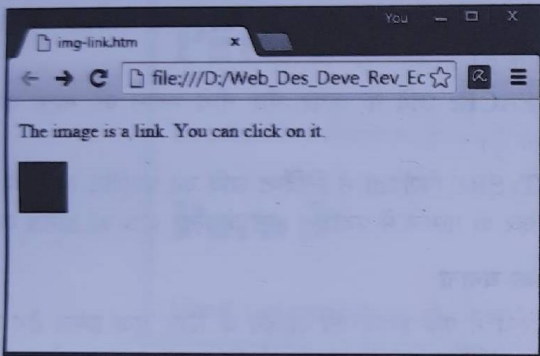 You
img-link.htm
file:///D:/Web_Des_Deve_Rev_Ec
The image is a link. You can click on it.